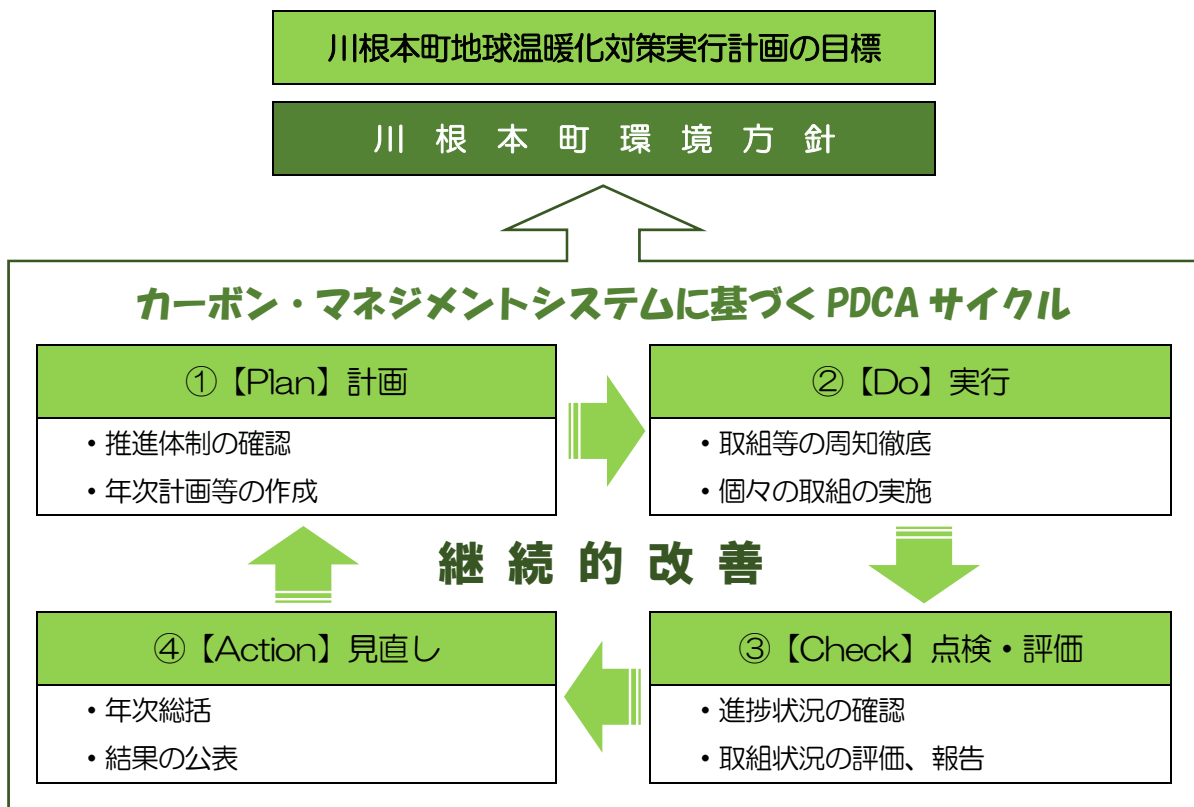 川根本町地球温暖化対策実行計画の目標
川根本町環境方針
カーボン・マネジメントシステムに基づく PDCA サイクル
①【Plan】計画
・推進体制の確認
・年次計画等の作成
②【Do】実行
・取組等の周知徹底
・個々の取組の実施
継続的改善
④【Action】見直し
・年次総括
・結果の公表
③【Check】点検・評価
・進捗状況の確認
・取組状況の評価、報告